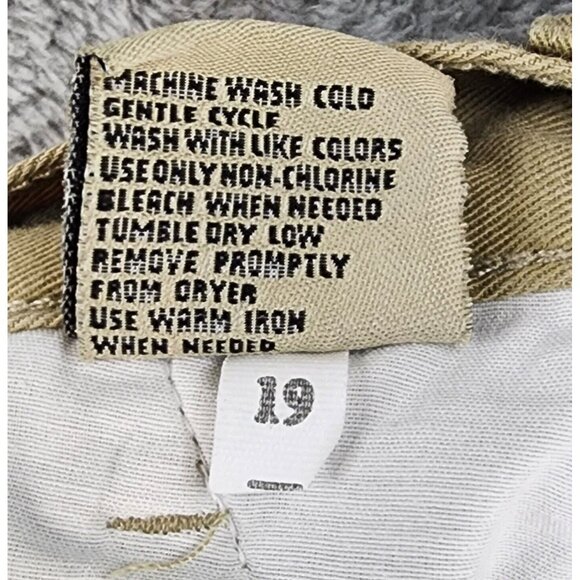 MACHINE WASH COLD
GENTLE CYCLE
WASH WITH LIKE COLORS
USE ONLY NON-CHLORINE
BLEACH WHEN NEEDED
TUMBLE DRY LOW
REMOVE PROMPTLY
FROM DRYER
USE WARM IRON
WHEN NEEDED
19